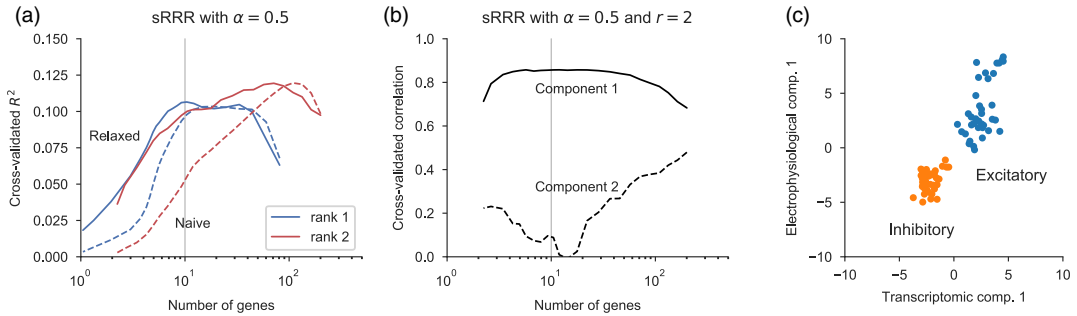 (a)
sRRR with α = 0.5
Cross-validated R²
0.150
0.125
0.100
0.075
0.050
0.025
0.000
Relaxed
Naive
rank 1
rank 2
10⁰
10¹
10²
Number of genes
(b)
sRRR with α = 0.5 and r = 2
Cross-validated correlation
1.0
0.8
0.6
0.4
0.2
0.0
Component 1
Component 2
10⁰
10¹
10²
Number of genes
(c)
Electrophysiological comp. 1
10
5
0
−5
−10
Excitatory
Inhibitory
−10
−5
0
5
10
Transcriptomic comp. 1